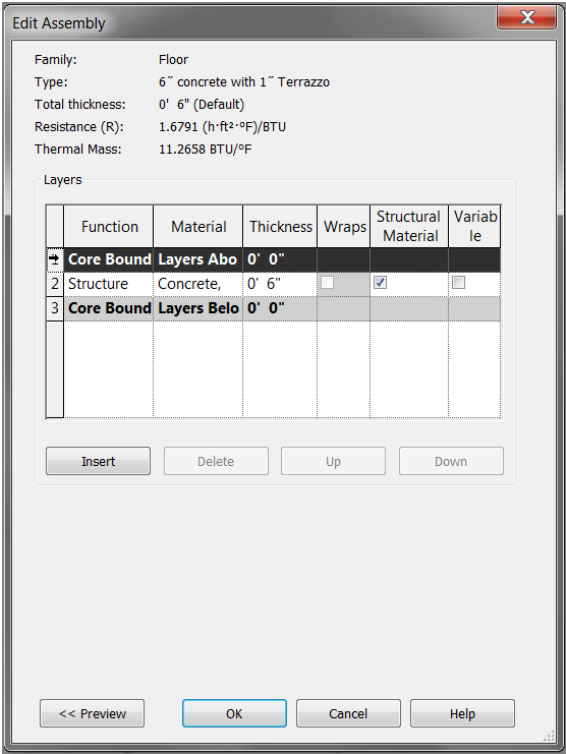 Edit Assembly
Family: Floor
Type: 6″ concrete with 1″ Terrazzo
Total thickness: 0' 6" (Default)
Resistance (R): 1.6791 (h·ft²·°F)/BTU
Thermal Mass: 11.2658 BTU/°F
Layers
Function Material Thickness Wraps Structural Material Variable
1 Core Bound Layers Abo 0' 0"
2 Structure Concrete, 0' 6"
3 Core Bound Layers Belo 0' 0"
Insert Delete Up Down
<< Preview OK Cancel Help